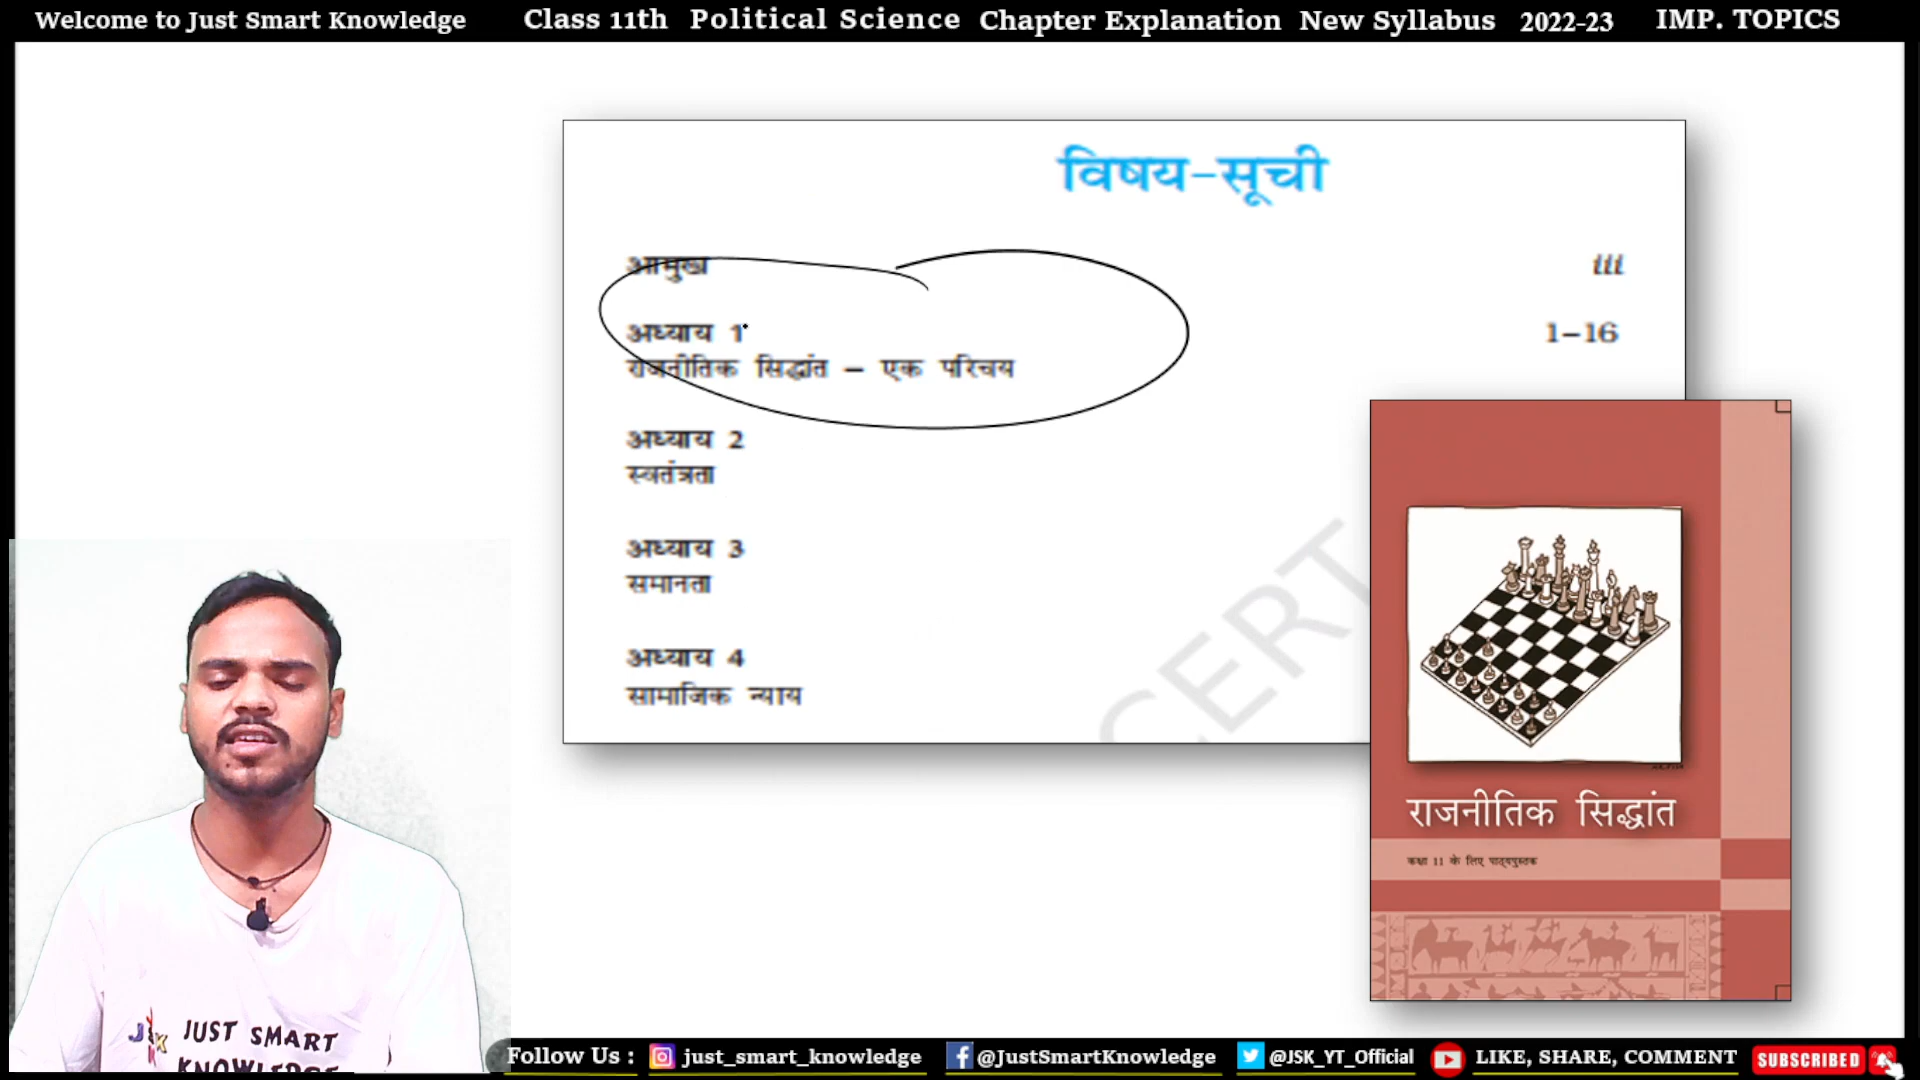 Welcome to Just Smart Knowledge Class 11th Political Science Chapter Explanation New Syllabus 2022-23 IMP. TOPICS
विषय-सूची
आमुख iii
अध्याय 1 1-16
राजनीतिक सिद्धांत – एक परिचय
अध्याय 2
स्वतंत्रता
अध्याय 3
समानता
अध्याय 4
सामाजिक न्याय
CERT
राजनीतिक सिद्धांत
कक्षा 11 के लिए पाठ्यपुस्तक
JSK
JUST SMART
KNOWLEDGE
Follow Us : just_smart_knowledge @JustSmartKnowledge @JSK_YT_Official LIKE, SHARE, COMMENT SUBSCRIBED